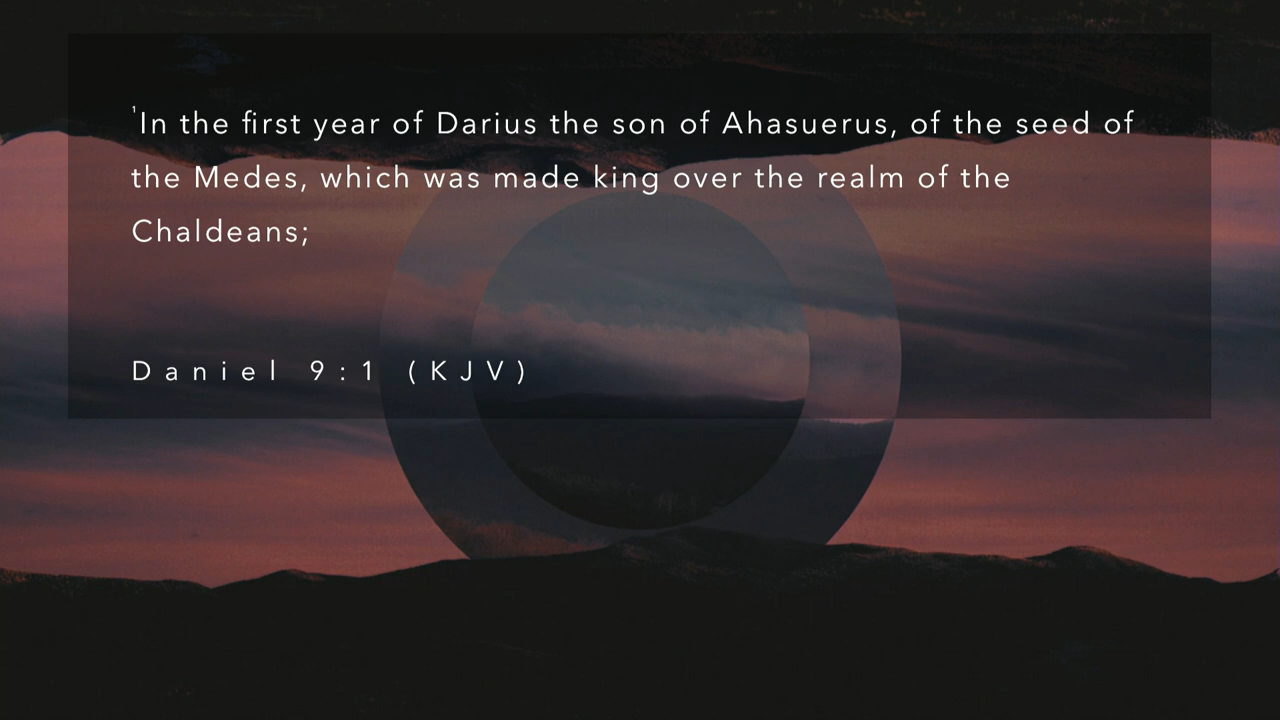 ¹In the first year of Darius the son of Ahasuerus, of the seed of
the Medes, which was made king over the realm of the
Chaldeans;
Daniel 9:1 (KJV)